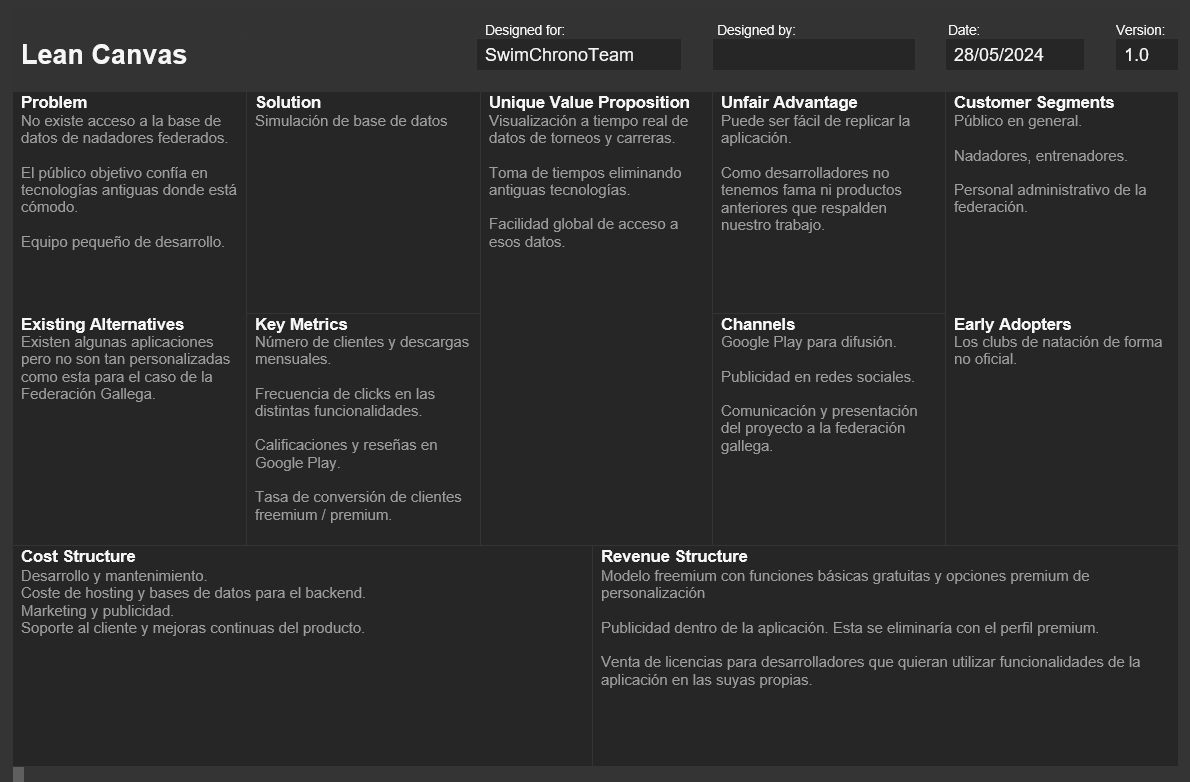 Lean Canvas
Designed for:
SwimChronoTeam
Designed by:
Date:
28/05/2024
Version:
1.0
Problem
No existe acceso a la base de
datos de nadadores federados.
El público objetivo confía en
tecnologías antiguas donde está
cómodo.
Equipo pequeño de desarrollo.
Solution
Simulación de base de datos
Unique Value Proposition
Visualización a tiempo real de
datos de torneos y carreras.
Toma de tiempos eliminando
antiguas tecnologías.
Facilidad global de acceso a
esos datos.
Unfair Advantage
Puede ser fácil de replicar la
aplicación.
Como desarrolladores no
tenemos fama ni productos
anteriores que respalden
nuestro trabajo.
Customer Segments
Público en general.
Nadadores, entrenadores.
Personal administrativo de la
federación.
Existing Alternatives
Existen algunas aplicaciones
pero no son tan personalizadas
como esta para el caso de la
Federación Gallega.
Key Metrics
Número de clientes y descargas
mensuales.
Frecuencia de clicks en las
distintas funcionalidades.
Calificaciones y reseñas en
Google Play.
Tasa de conversión de clientes
freemium / premium.
Channels
Google Play para difusión.
Publicidad en redes sociales.
Comunicación y presentación
del proyecto a la federación
gallega.
Early Adopters
Los clubs de natación de forma
no oficial.
Cost Structure
Desarrollo y mantenimiento.
Coste de hosting y bases de datos para el backend.
Marketing y publicidad.
Soporte al cliente y mejoras continuas del producto.
Revenue Structure
Modelo freemium con funciones básicas gratuitas y opciones premium de
personalización
Publicidad dentro de la aplicación. Esta se eliminaría con el perfil premium.
Venta de licencias para desarrolladores que quieran utilizar funcionalidades de la
aplicación en las suyas propias.